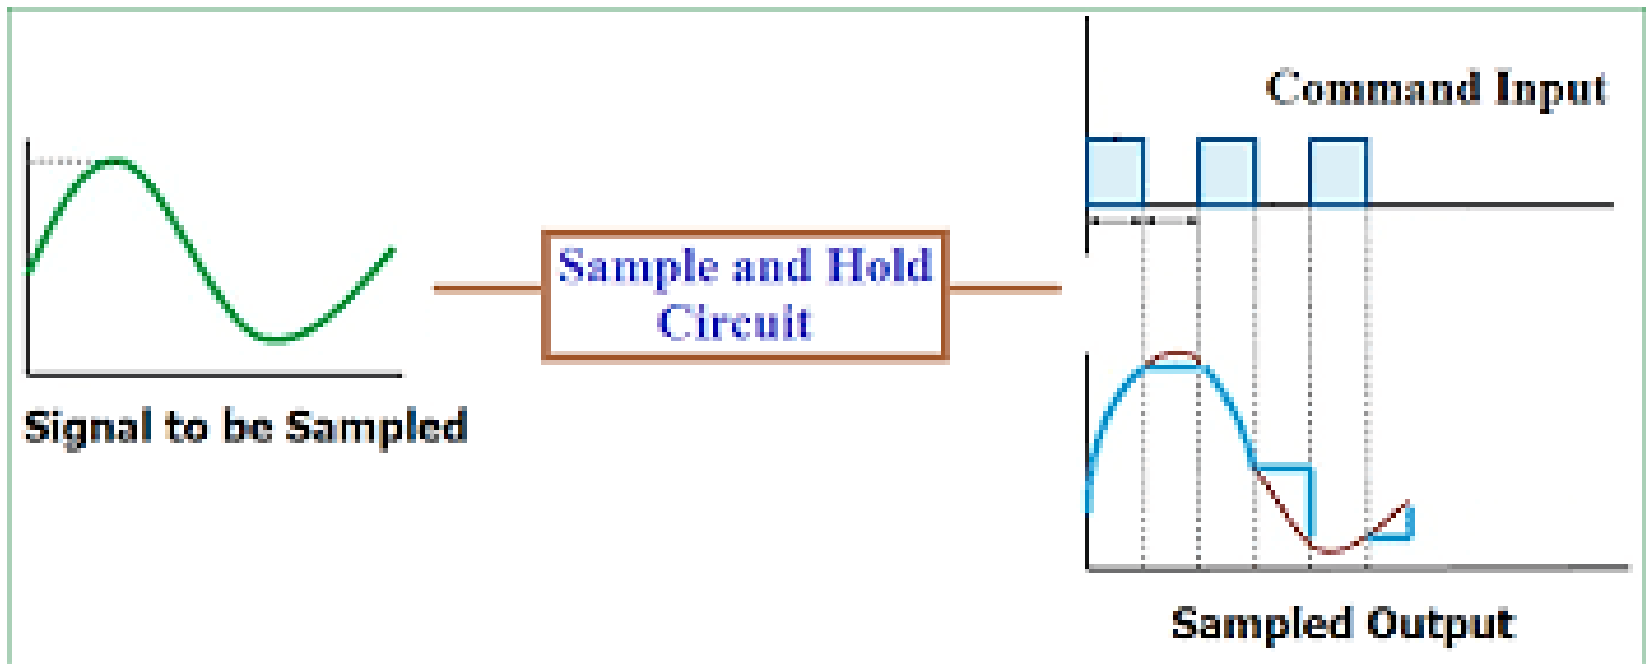 Command Input
Sample and Hold
Circuit
Signal to be Sampled
Sampled Output